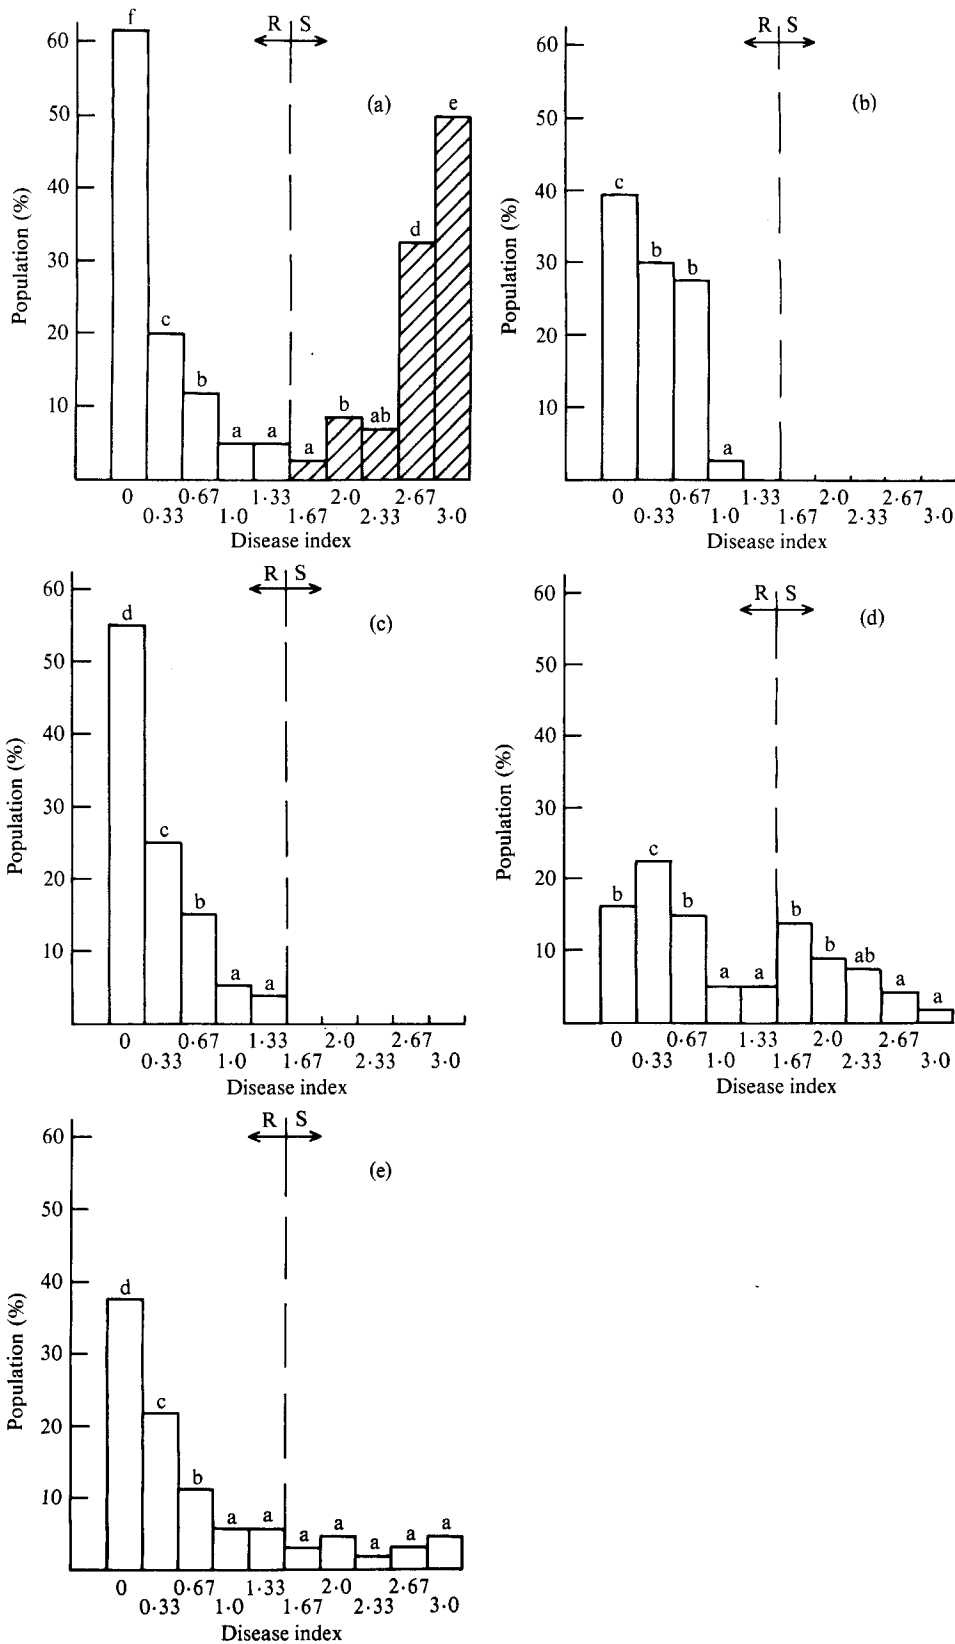 f
R S
60
(a)
e
50
40
d
Population (%)
30
20
c
b
10
b
ab
a a
a
0 0·67 1·33 2·0 2·67
0·33 1·0 1·67 2·33 3·0
Disease index
R S
60
(b)
50
40
c
Population (%)
30
b b
20
10
a
0 0·67 1·33 2·0 2·67
0·33 1·0 1·67 2·33 3·0
Disease index
R S
60
d
(c)
50
40
Population (%)
30
c
20
b
10
a a
0 0·67 1·33 2·0 2·67
0·33 1·0 1·67 2·33 3·0
Disease index
R S
60
(d)
50
40
Population (%)
30
c
20
b b b
10
b ab
a a a a
0 0·67 1·33 2·0 2·67
0·33 1·0 1·67 2·33 3·0
Disease index
R S
60
(e)
50
40
d
Population (%)
30
c
20
b
10
a a a a a a a
0 0·67 1·33 2·0 2·67
0·33 1·0 1·67 2·33 3·0
Disease index